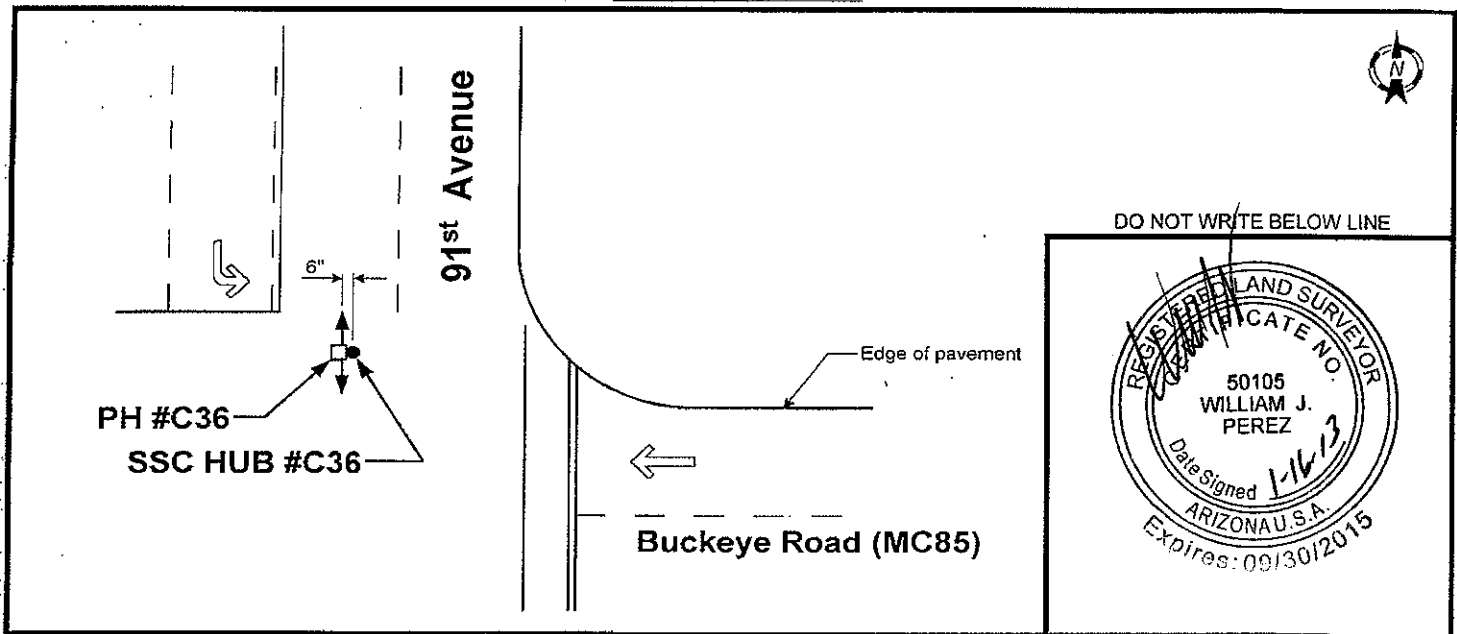 N
91st Avenue
DO NOT WRITE BELOW LINE
6"
Edge of pavement
PH #C36
SSC HUB #C36
Buckeye Road (MC85)
REGISTERED LAND SURVEYOR
CERTIFICATE NO.
50105
WILLIAM J.
PEREZ
Date Signed 1-16-13
ARIZONA U.S.A.
Expires: 09/30/2015